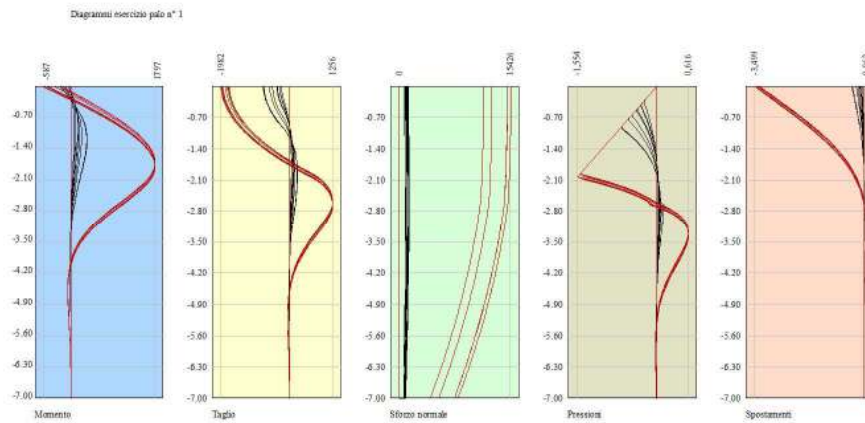 Diagrammi esercizio palo n° 1
-587 1797
-1982 1256
0 15426
-1,554 0,616
-3,499
-0.70 -0.70 -0.70 -0.70 -0.70
-1.40 -1.40 -1.40 -1.40 -1.40
-2.10 -2.10 -2.10 -2.10 -2.10
-2.80 -2.80 -2.80 -2.80 -2.80
-3.50 -3.50 -3.50 -3.50 -3.50
-4.20 -4.20 -4.20 -4.20 -4.20
-4.90 -4.90 -4.90 -4.90 -4.90
-5.60 -5.60 -5.60 -5.60 -5.60
-6.30 -6.30 -6.30 -6.30 -6.30
-7.00 -7.00 -7.00 -7.00 -7.00
Momento Taglio Sforzo normale Pressioni Spostamenti